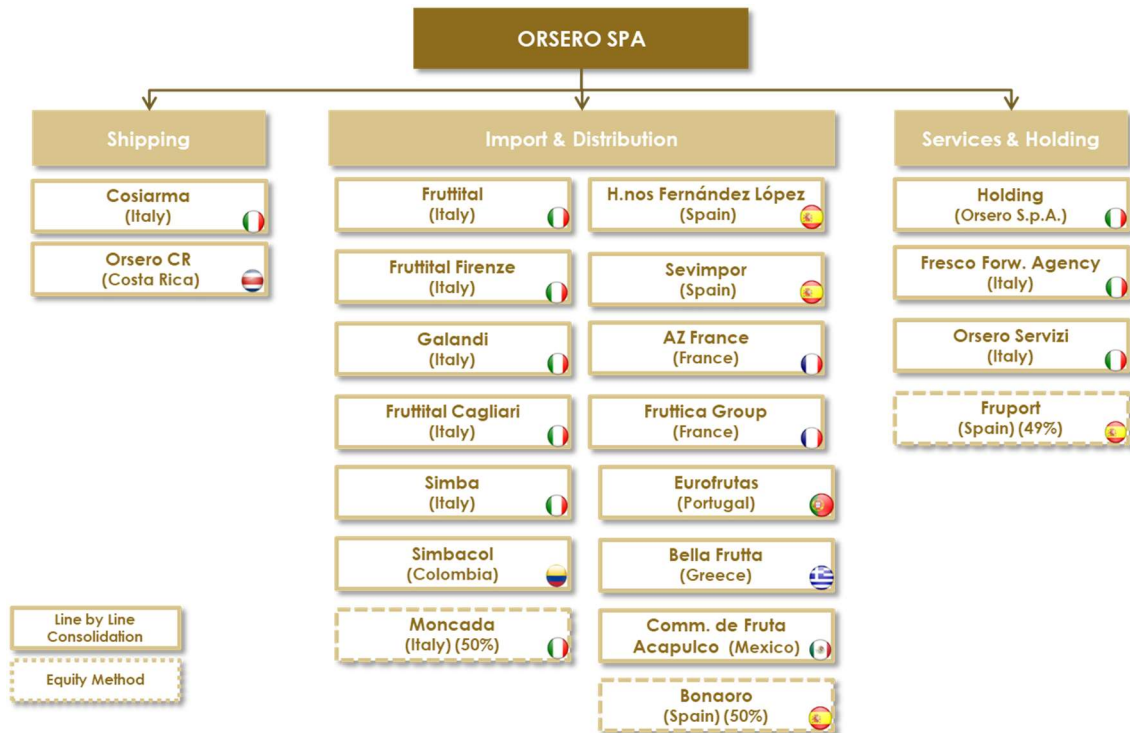 ORSERO SPA
Shipping
Cosiarma
(Italy)
Orsero CR
(Costa Rica)
Import & Distribution
Fruttital
(Italy)
Fruttital Firenze
(Italy)
Galandi
(Italy)
Fruttital Cagliari
(Italy)
Simba
(Italy)
Simbacol
(Colombia)
Moncada
(Italy) (50%)
H.nos Fernández López
(Spain)
Sevimpor
(Spain)
AZ France
(France)
Fruttica Group
(France)
Eurofrutas
(Portugal)
Bella Frutta
(Greece)
Comm. de Fruta
Acapulco (Mexico)
Bonaoro
(Spain) (50%)
Services & Holding
Holding
(Orsero S.p.A.)
Fresco Forw. Agency
(Italy)
Orsero Servizi
(Italy)
Fruport
(Spain) (49%)
Line by Line
Consolidation
Equify Method